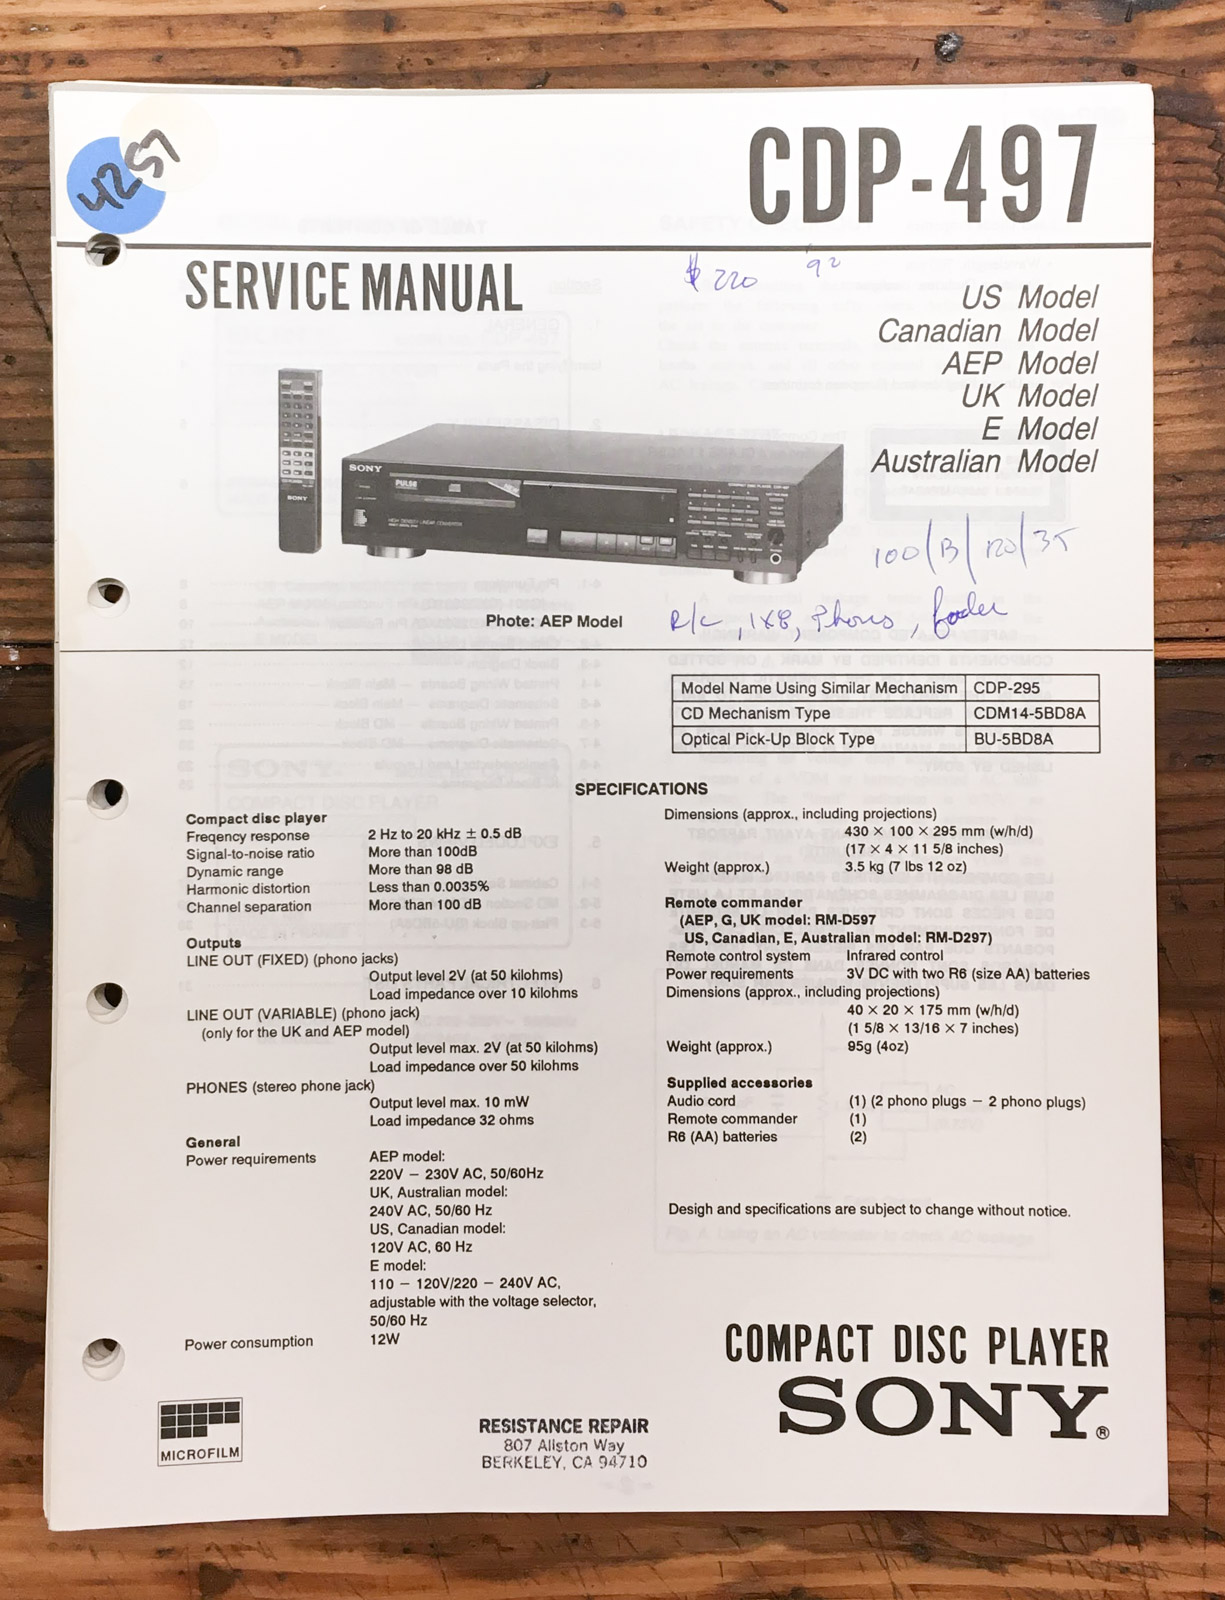 4257
CDP-497
SERVICE MANUAL
$ 220 '92
US Model
Canadian Model
AEP Model
UK Model
E Model
Australian Model
SONY
PULSE
SONY
100/B/120/35
Phote: AEP Model
R/C, 1X8, Phones, fader
Model Name Using Similar Mechanism CDP-295
CD Mechanism Type CDM14-5BD8A
Optical Pick-Up Block Type BU-5BD8A
SPECIFICATIONS
Compact disc player
Freqency response 2 Hz to 20 kHz ± 0.5 dB
Signal-to-noise ratio More than 100dB
Dynamic range More than 98 dB
Harmonic distortion Less than 0.0035%
Channel separation More than 100 dB
Outputs
LINE OUT (FIXED) (phono jacks)
Output level 2V (at 50 kilohms)
Load impedance over 10 kilohms
LINE OUT (VARIABLE) (phono jack)
(only for the UK and AEP model)
Output level max. 2V (at 50 kilohms)
Load impedance over 50 kilohms
PHONES (stereo phone jack)
Output level max. 10 mW
Load impedance 32 ohms
General
Power requirements AEP model:
220V – 230V AC, 50/60Hz
UK, Australian model:
240V AC, 50/60 Hz
US, Canadian model:
120V AC, 60 Hz
E model:
110 – 120V/220 – 240V AC,
adjustable with the voltage selector,
50/60 Hz
Power consumption 12W
Dimensions (approx., including projections)
430 × 100 × 295 mm (w/h/d)
(17 × 4 × 11 5/8 inches)
Weight (approx.) 3.5 kg (7 lbs 12 oz)
Remote commander
(AEP, G, UK model: RM-D597
US, Canadian, E, Australian model: RM-D297)
Remote control system Infrared control
Power requirements 3V DC with two R6 (size AA) batteries
Dimensions (approx., including projections)
40 × 20 × 175 mm (w/h/d)
(1 5/8 × 13/16 × 7 inches)
Weight (approx.) 95g (4oz)
Supplied accessories
Audio cord (1) (2 phono plugs – 2 phono plugs)
Remote commander (1)
R6 (AA) batteries (2)
Desigh and specifications are subject to change without notice.
COMPACT DISC PLAYER
SONY®
MICROFILM
RESISTANCE REPAIR
807 Allston Way
BERKELEY, CA 94710